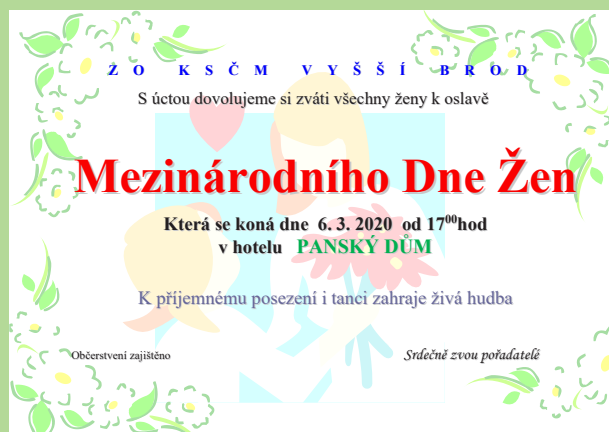 ZO KSČM VYŠŠÍ BROD
S úctou dovolujeme si zváti všechny ženy k oslavě
Mezinárodního Dne Žen
Která se koná dne 6. 3. 2020 od 17⁰⁰hod
v hotelu PANSKÝ DŮM
K příjemnému posezení i tanci zahraje živá hudba
Občerstvení zajištěno
Srdečně zvou pořadatelé